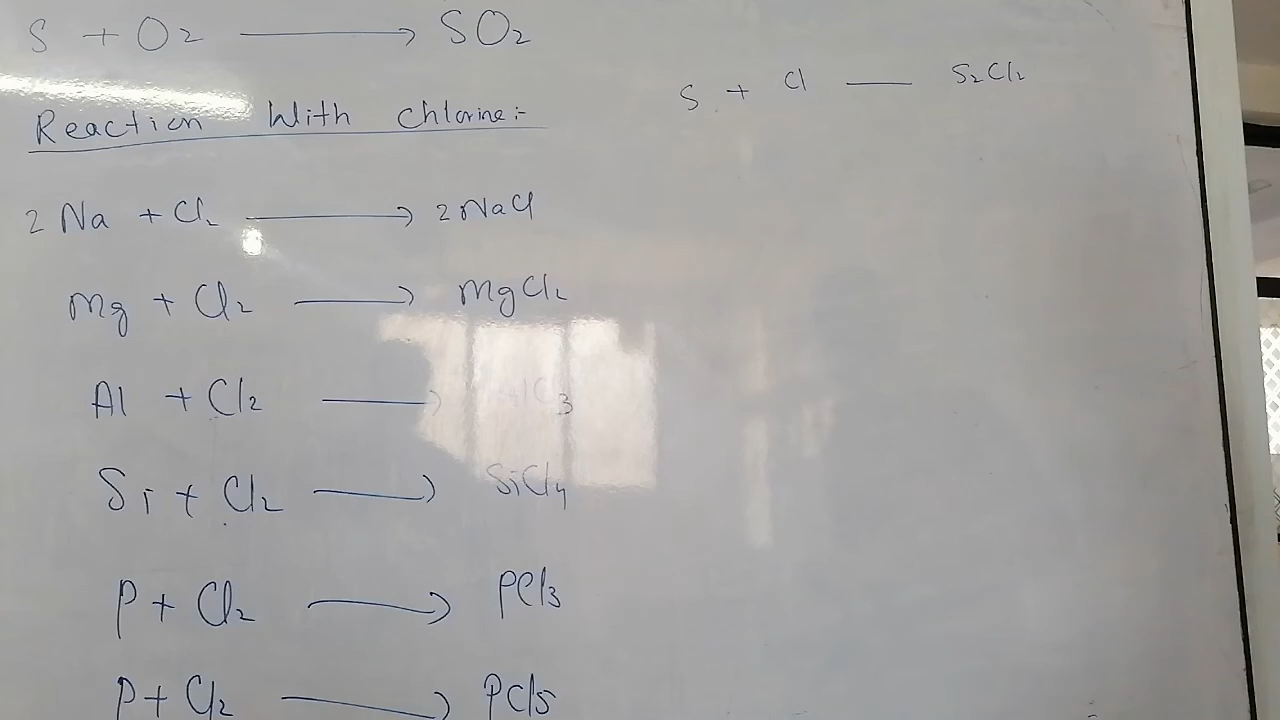 S + O2 ⟶ SO2
S + Cl — S2Cl2
Reaction With Chlorine:-
2 Na + Cl2 ⟶ 2 NaCl
Mg + Cl2 ⟶ MgCl2
Al + Cl2 ⟶ AlCl3
Si + Cl2 ⟶ SiCl4
P + Cl2 ⟶ PCl3
P + Cl2 ⟶ PCl5